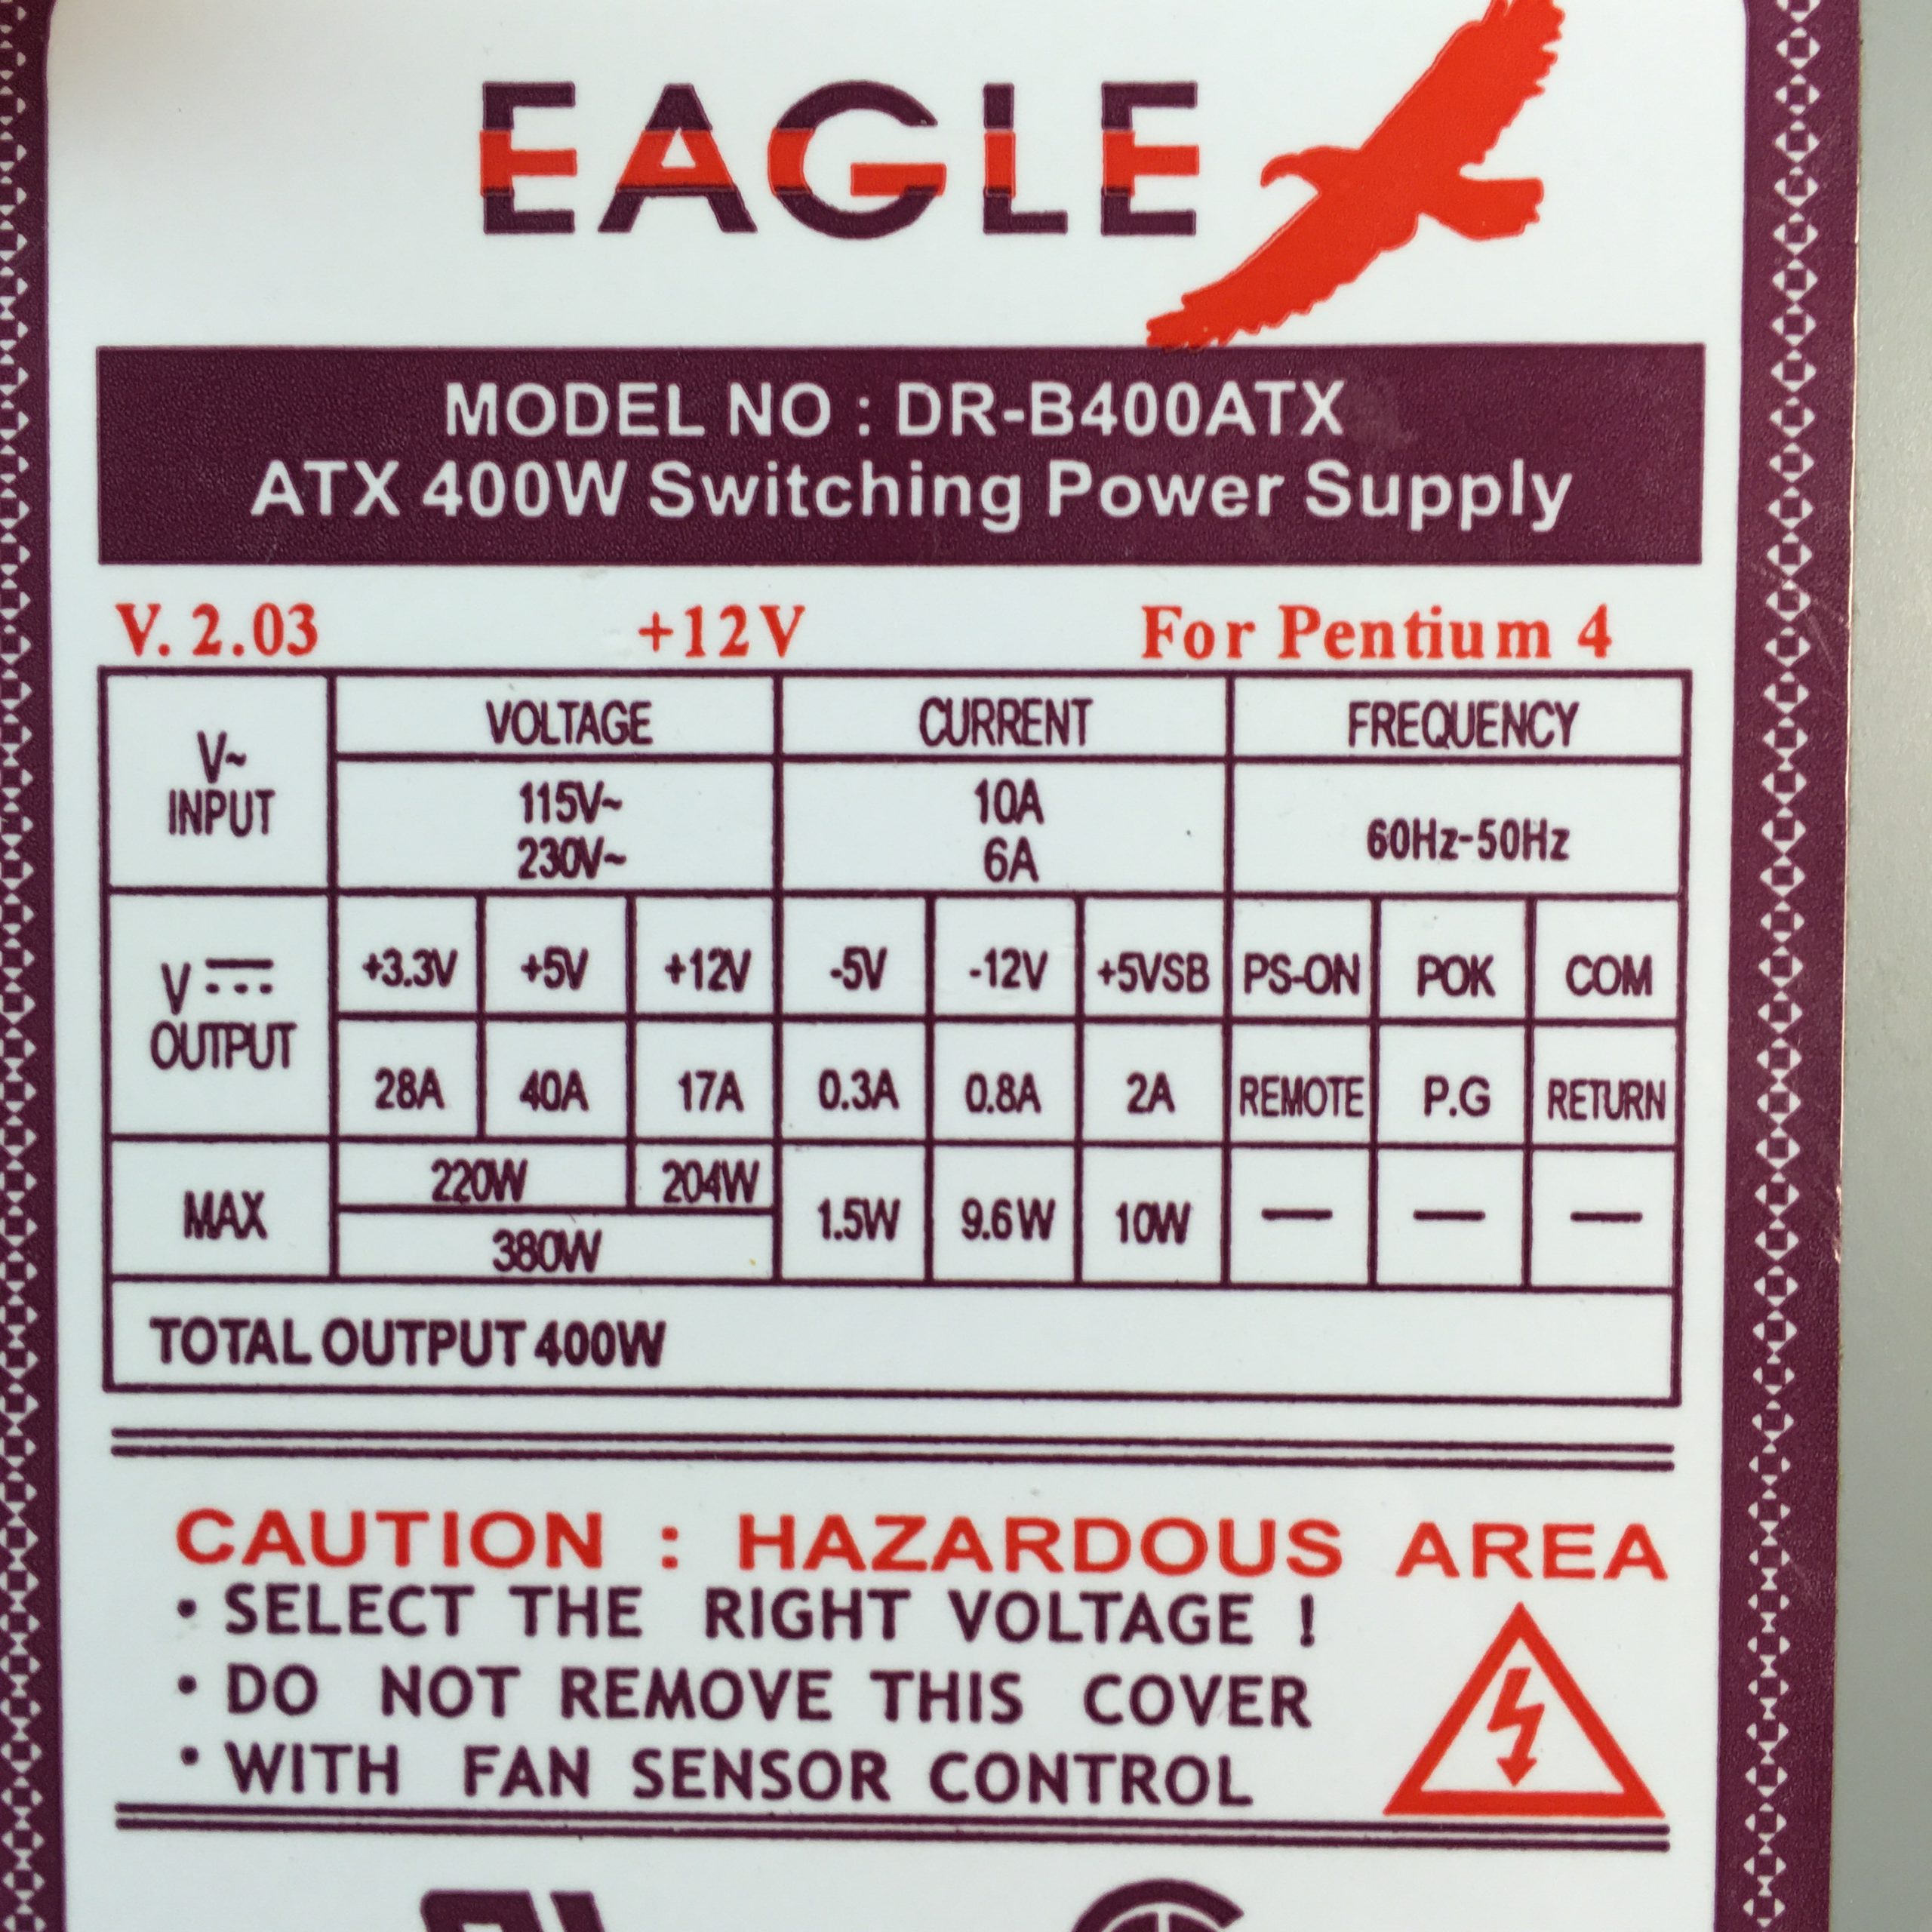 EAGLE
MODEL NO : DR-B400ATX
ATX 400W Switching Power Supply
V. 2.03 +12V For Pentium 4
V~ INPUT VOLTAGE CURRENT FREQUENCY
115V~ 10A 60Hz-50Hz
230V~ 6A
V OUTPUT +3.3V +5V +12V -5V -12V +5VSB PS-ON POK COM
28A 40A 17A 0.3A 0.8A 2A REMOTE P.G RETURN
MAX 220W 204W 1.5W 9.6W 10W — — —
380W
TOTAL OUTPUT 400W
CAUTION : HAZARDOUS AREA
• SELECT THE RIGHT VOLTAGE !
• DO NOT REMOVE THIS COVER
• WITH FAN SENSOR CONTROL